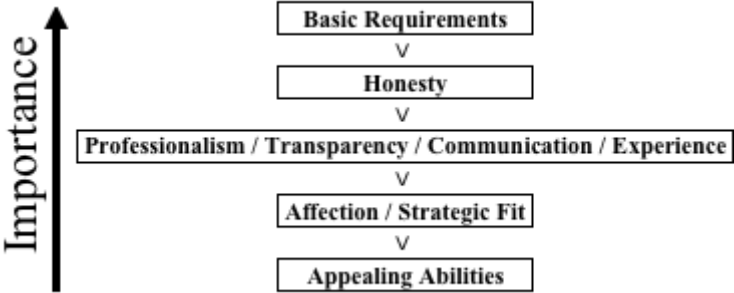 Importance
Basic Requirements
v
Honesty
v
Professionalism / Transparency / Communication / Experience
v
Affection / Strategic Fit
v
Appealing Abilities